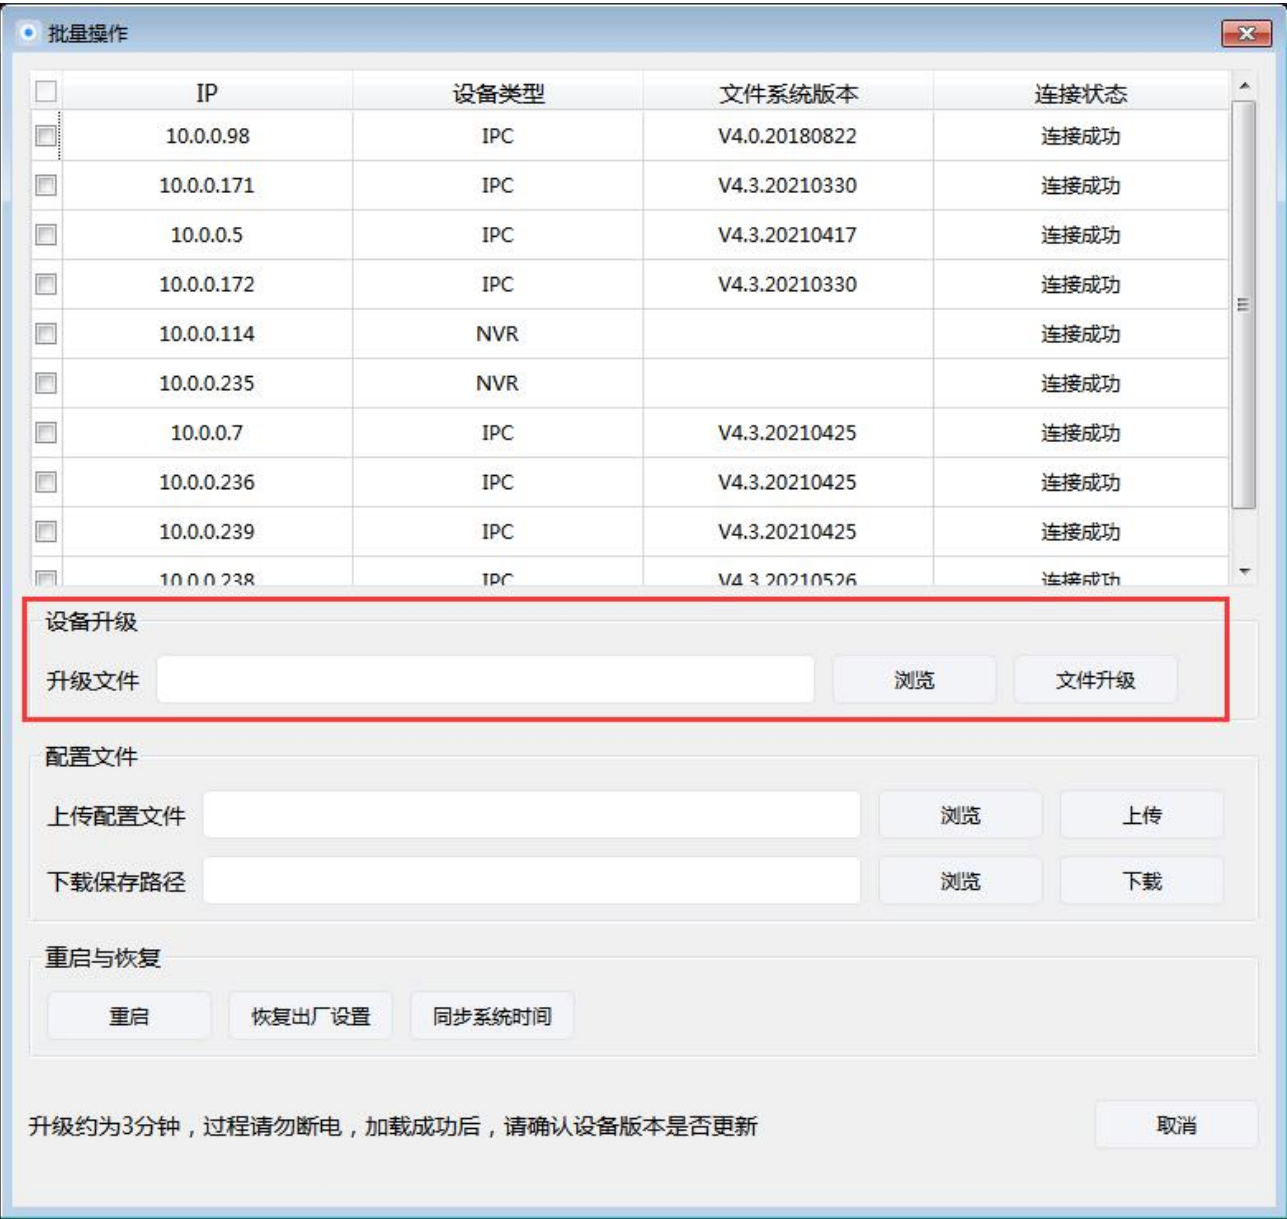 批量操作
IP 设备类型 文件系统版本 连接状态
10.0.0.98 IPC V4.0.20180822 连接成功
10.0.0.171 IPC V4.3.20210330 连接成功
10.0.0.5 IPC V4.3.20210417 连接成功
10.0.0.172 IPC V4.3.20210330 连接成功
10.0.0.114 NVR 连接成功
10.0.0.235 NVR 连接成功
10.0.0.7 IPC V4.3.20210425 连接成功
10.0.0.236 IPC V4.3.20210425 连接成功
10.0.0.239 IPC V4.3.20210425 连接成功
10.0.0.238 IPC V4.3.20210526 连接成功
设备升级
升级文件 浏览 文件升级
配置文件
上传配置文件 浏览 上传
下载保存路径 浏览 下载
重启与恢复
重启 恢复出厂设置 同步系统时间
升级约为3分钟，过程请勿断电，加载成功后，请确认设备版本是否更新 取消